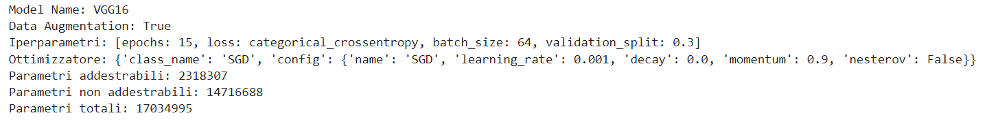 Model Name: VGG16
Data Augmentation: True
Iperparametri: [epochs: 15, loss: categorical_crossentropy, batch_size: 64, validation_split: 0.3]
Ottimizzatore: {'class_name': 'SGD', 'config': {'name': 'SGD', 'learning_rate': 0.001, 'decay': 0.0, 'momentum': 0.9, 'nesterov': False}}
Parametri addestrabili: 2318307
Parametri non addestrabili: 14716688
Parametri totali: 17034995